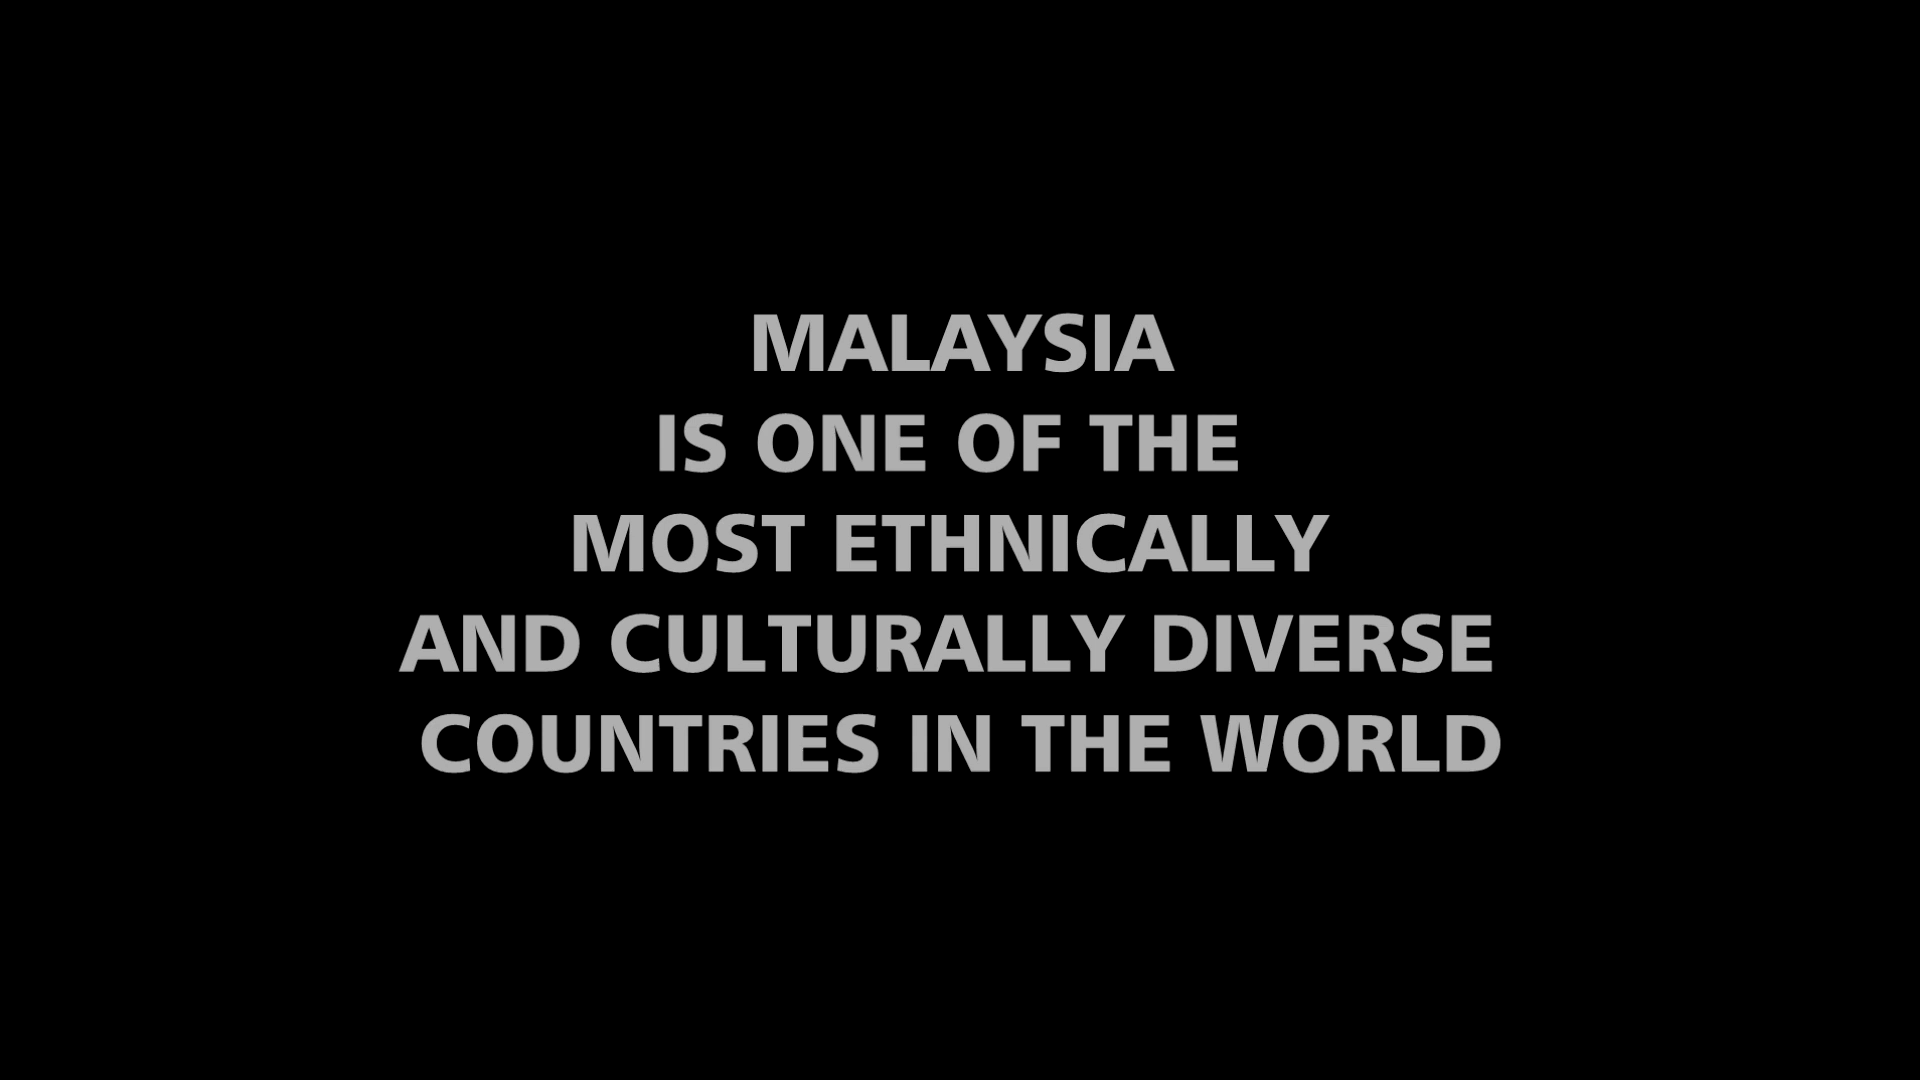 MALAYSIA
IS ONE OF THE
MOST ETHNICALLY
AND CULTURALLY DIVERSE
COUNTRIES IN THE WORLD